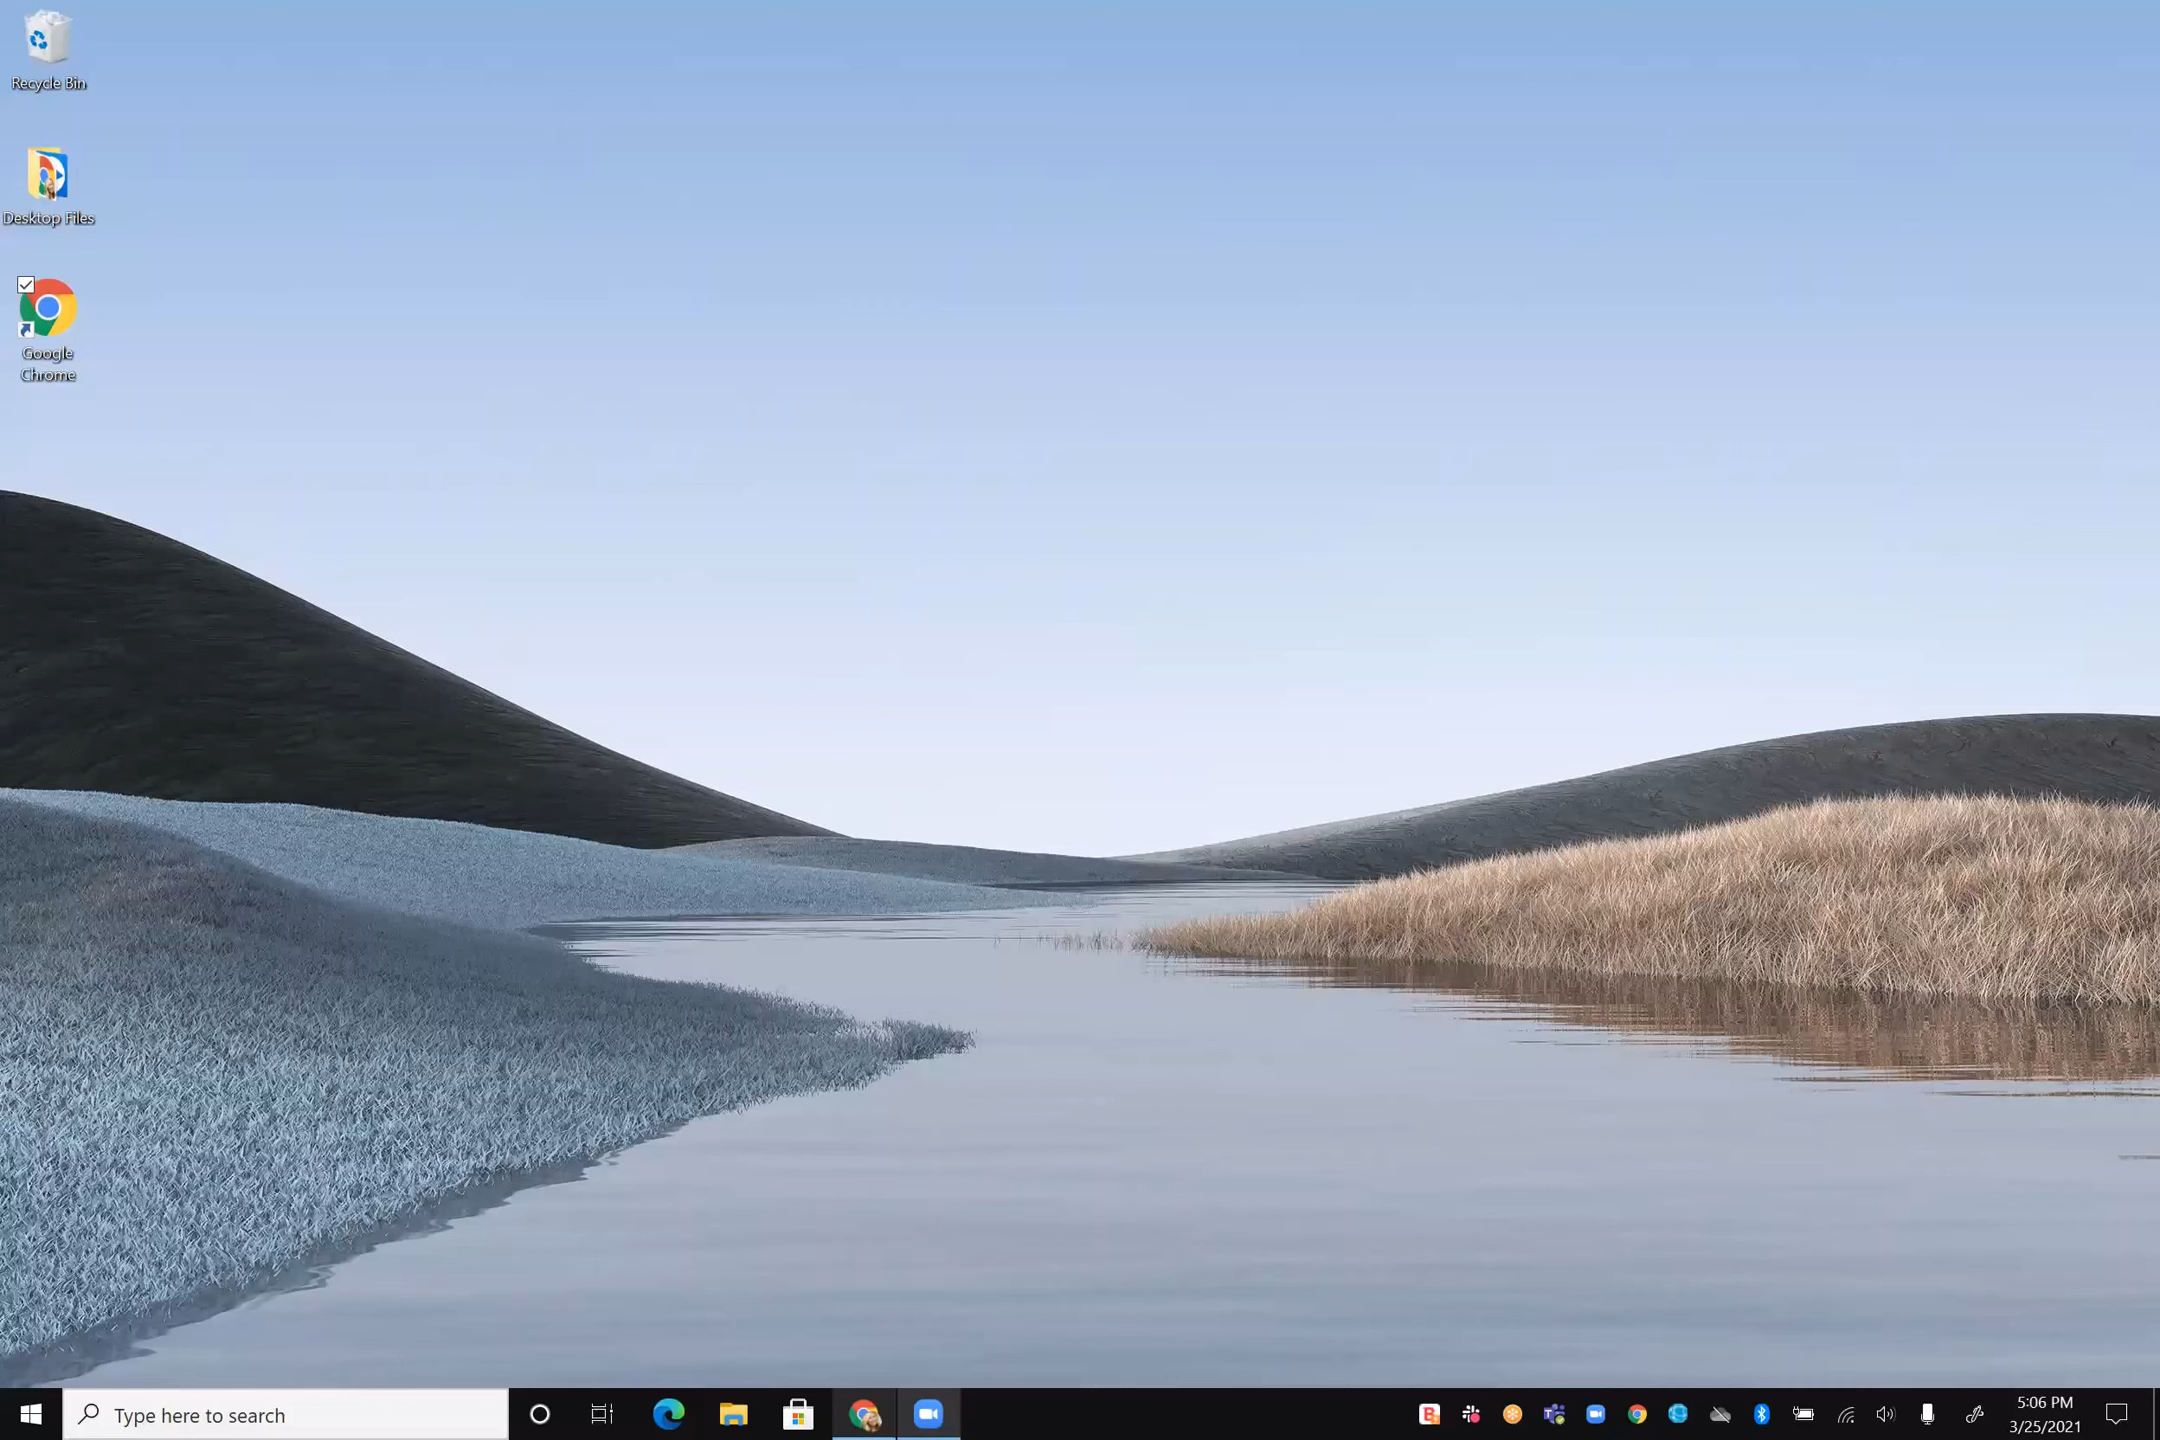 Recycle Bin
Desktop Files
Google
Chrome
Type here to search
5:06 PM
3/25/2021